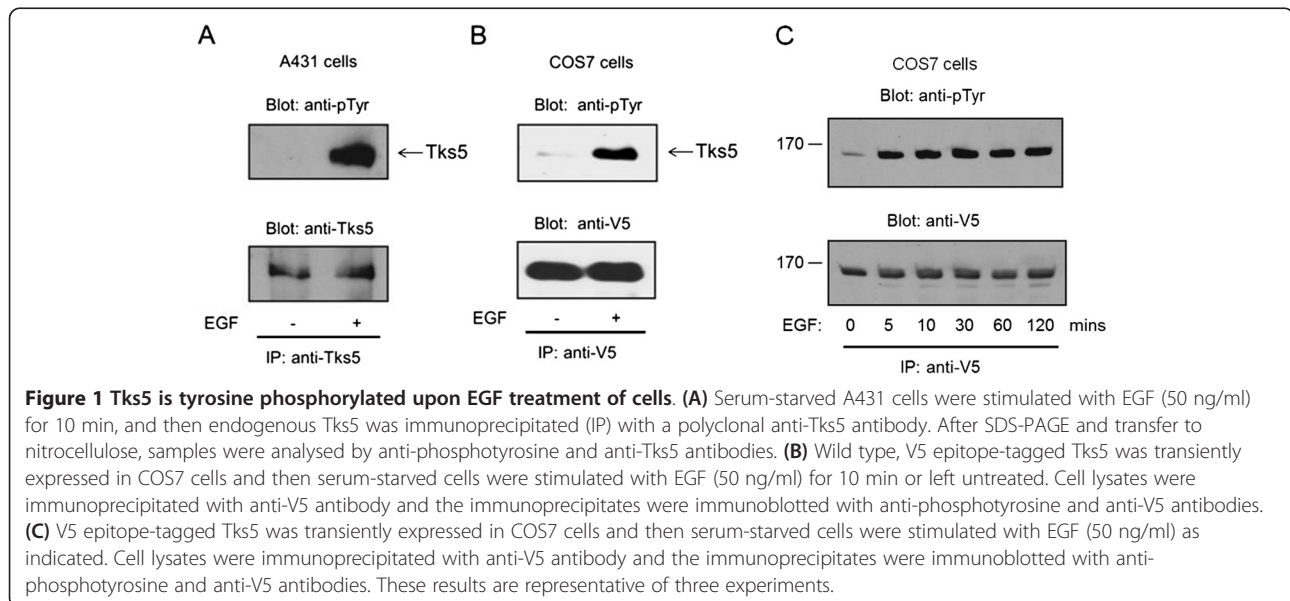 A
A431 cells
Blot: anti-pTyr
←Tks5
Blot: anti-Tks5
EGF - +
IP: anti-Tks5
B
COS7 cells
Blot: anti-pTyr
←Tks5
Blot: anti-V5
EGF - +
IP: anti-V5
C
COS7 cells
Blot: anti-pTyr
170
Blot: anti-V5
170
EGF: 0 5 10 30 60 120 mins
IP: anti-V5
Figure 1 Tks5 is tyrosine phosphorylated upon EGF treatment of cells. (A) Serum-starved A431 cells were stimulated with EGF (50 ng/ml)
for 10 min, and then endogenous Tks5 was immunoprecipitated (IP) with a polyclonal anti-Tks5 antibody. After SDS-PAGE and transfer to
nitrocellulose, samples were analysed by anti-phosphotyrosine and anti-Tks5 antibodies. (B) Wild type, V5 epitope-tagged Tks5 was transiently
expressed in COS7 cells and then serum-starved cells were stimulated with EGF (50 ng/ml) for 10 min or left untreated. Cell lysates were
immunoprecipitated with anti-V5 antibody and the immunoprecipitates were immunoblotted with anti-phosphotyrosine and anti-V5 antibodies.
(C) V5 epitope-tagged Tks5 was transiently expressed in COS7 cells and then serum-starved cells were stimulated with EGF (50 ng/ml) as
indicated. Cell lysates were immunoprecipitated with anti-V5 antibody and the immunoprecipitates were immunoblotted with anti-
phosphotyrosine and anti-V5 antibodies. These results are representative of three experiments.